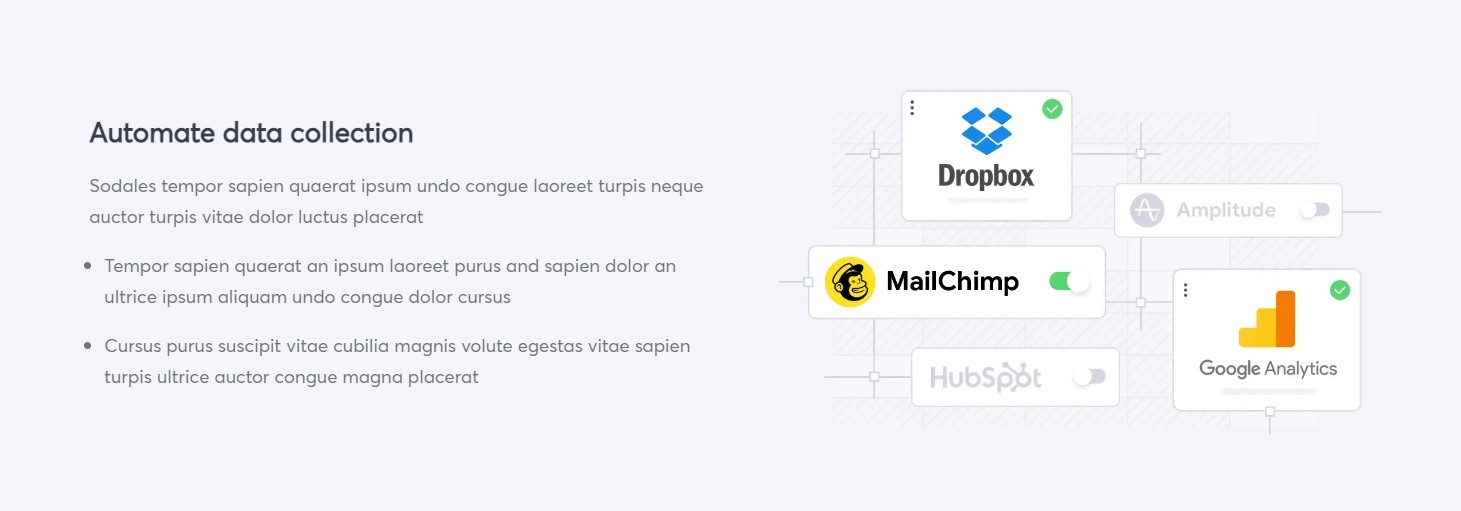 Automate data collection
Sodales tempor sapien quaerat ipsum undo congue laoreet turpis neque
auctor turpis vitae dolor luctus placerat
Tempor sapien quaerat an ipsum laoreet purus and sapien dolor an
ultrice ipsum aliquam undo congue dolor cursus
Cursus purus suscipit vitae cubilia magnis volute egestas vitae sapien
turpis ultrice auctor congue magna placerat
Dropbox
Amplitude
MailChimp
HubSpot
Google Analytics